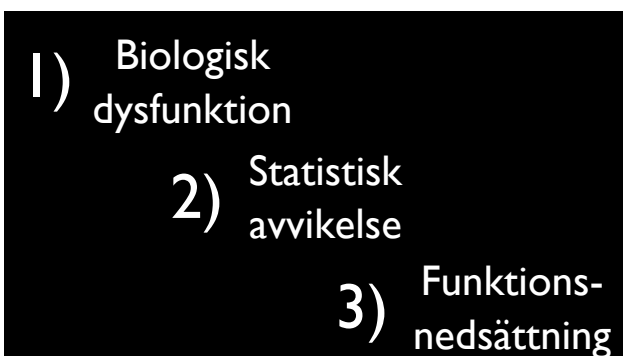 1) Biologisk
dysfunktion
2) Statistisk
avvikelse
3) Funktions-
nedsättning